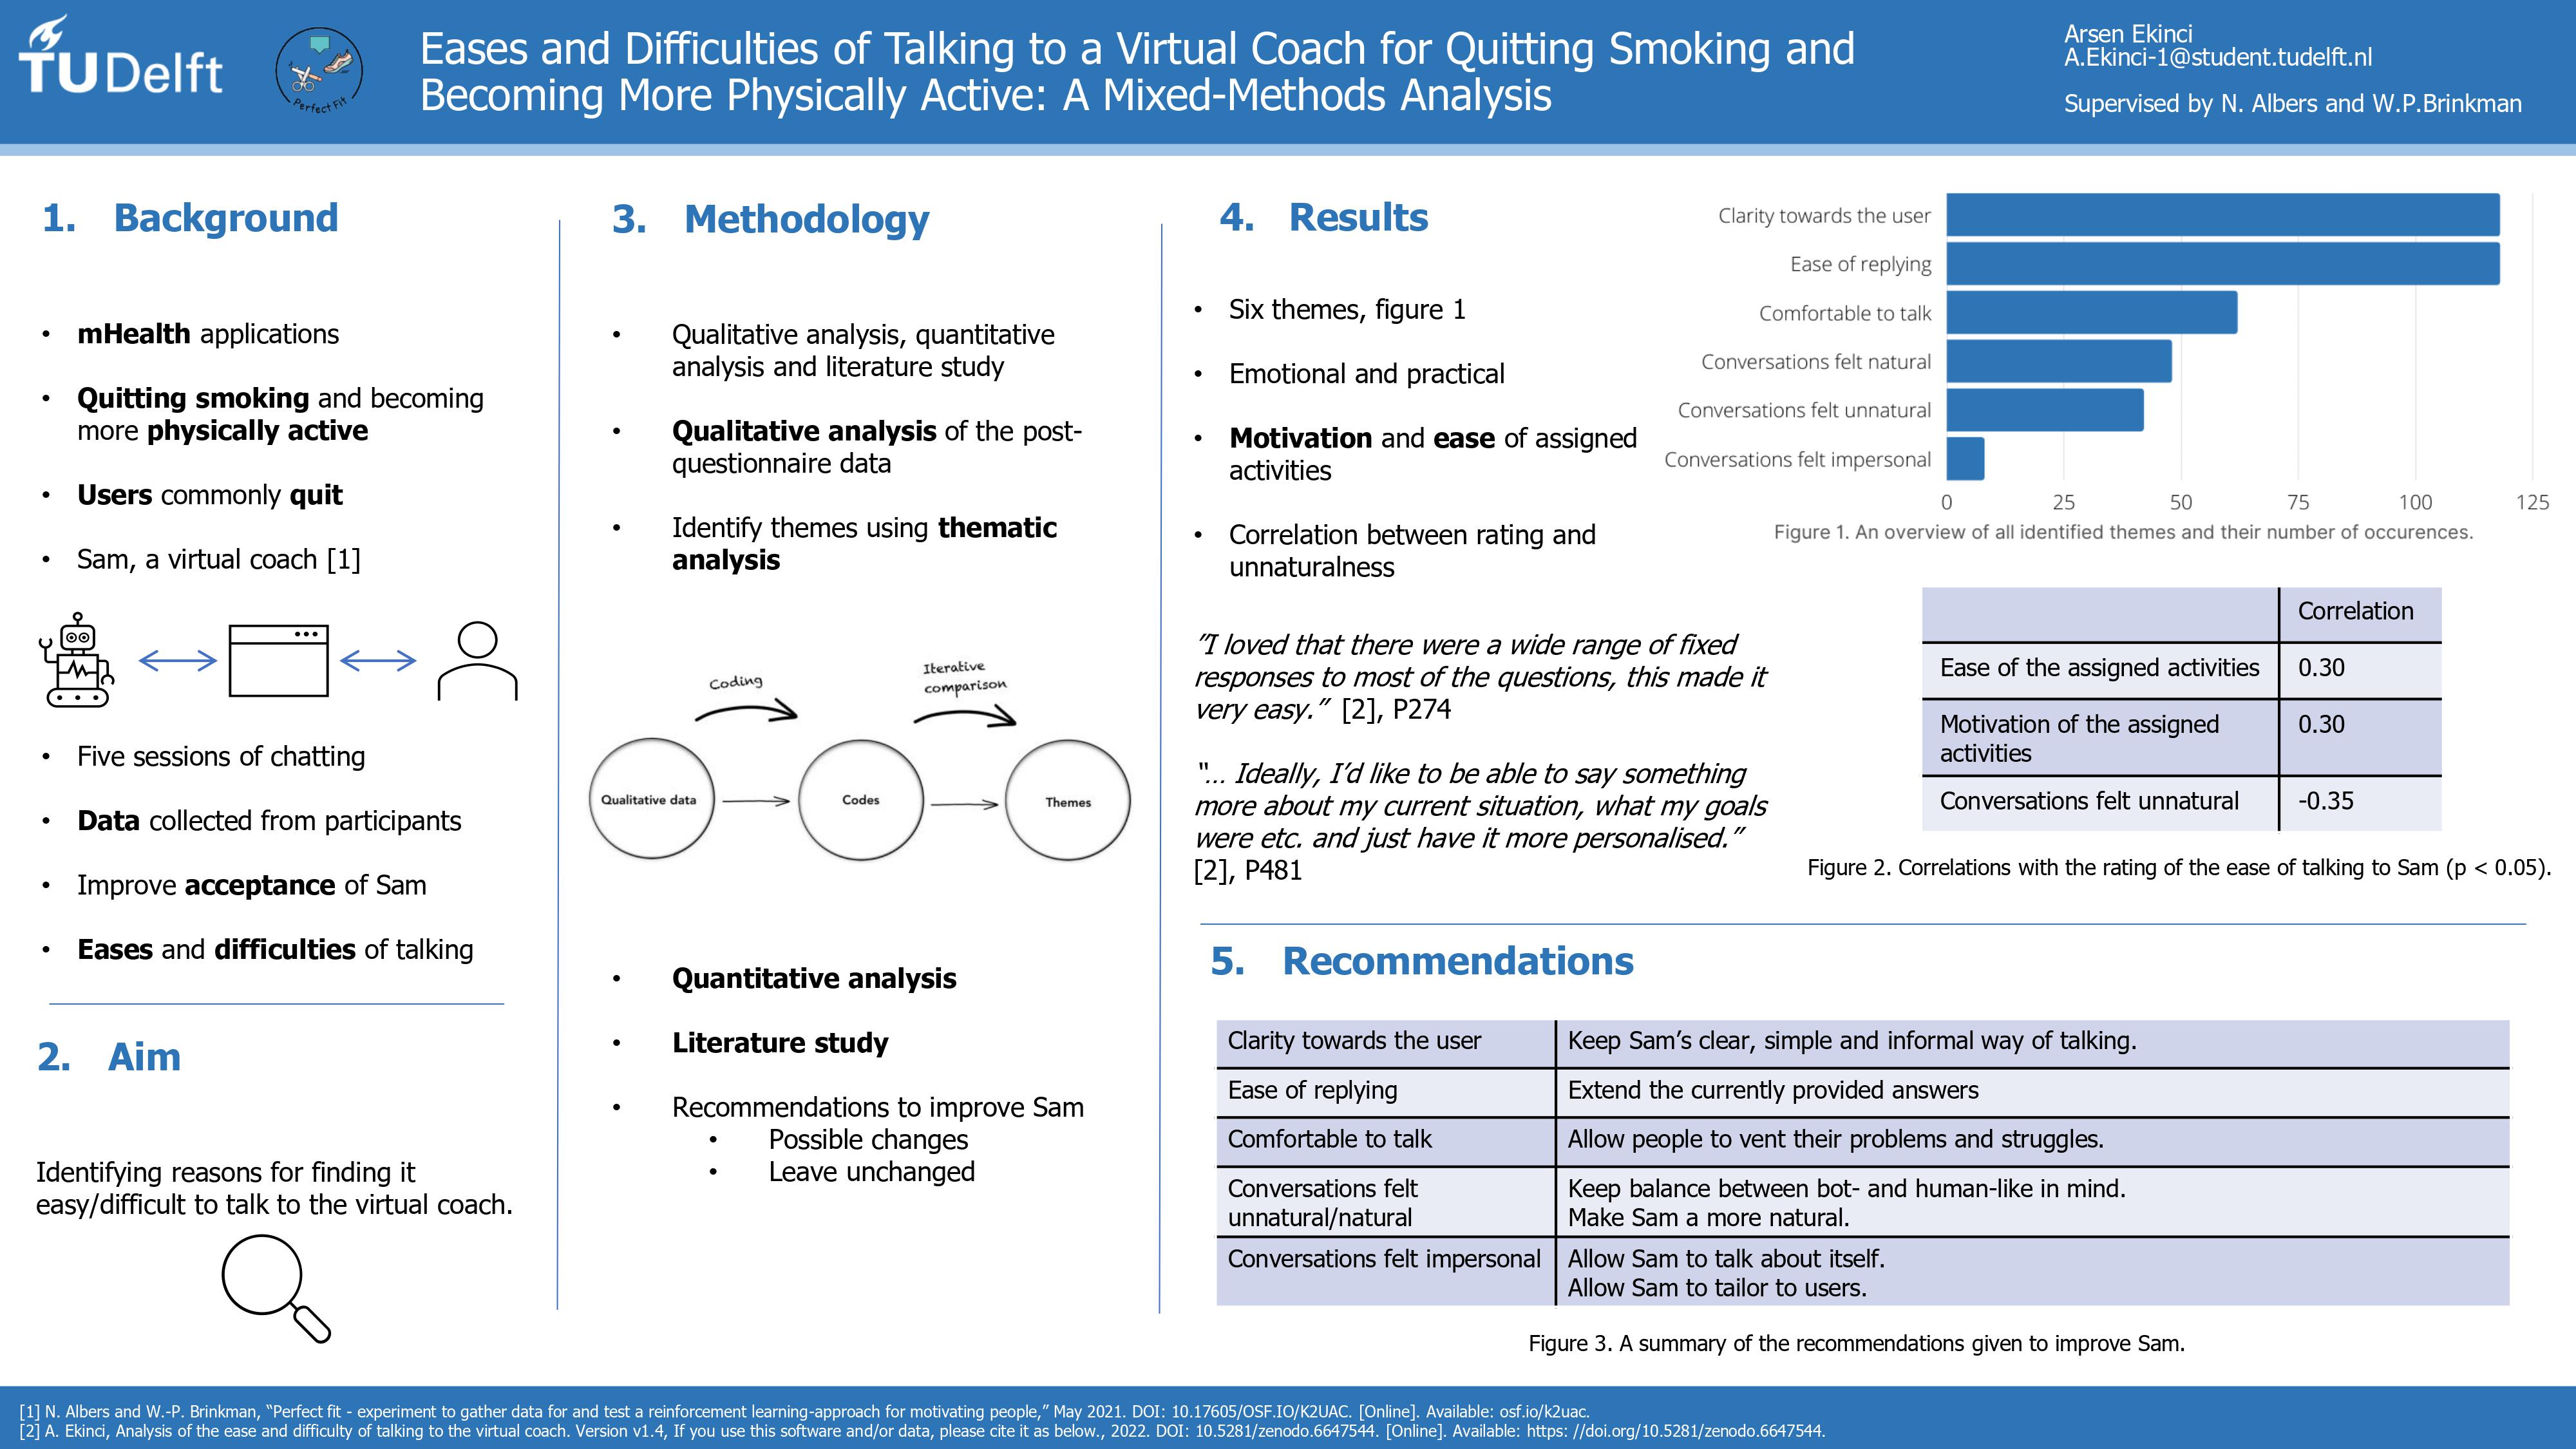 TU Delft
Perfect Fit
Eases and Difficulties of Talking to a Virtual Coach for Quitting Smoking and
Becoming More Physically Active: A Mixed-Methods Analysis
Arsen Ekinci
A.Ekinci-1@student.tudelft.nl
Supervised by N. Albers and W.P.Brinkman
1. Background
• mHealth applications
• Quitting smoking and becoming
more physically active
• Users commonly quit
• Sam, a virtual coach [1]
• Five sessions of chatting
• Data collected from participants
• Improve acceptance of Sam
• Eases and difficulties of talking
2. Aim
Identifying reasons for finding it
easy/difficult to talk to the virtual coach.
3. Methodology
• Qualitative analysis, quantitative
analysis and literature study
• Qualitative analysis of the post-
questionnaire data
• Identify themes using thematic
analysis
Coding
Iterative
comparison
Qualitative data
Codes
Themes
• Quantitative analysis
• Literature study
• Recommendations to improve Sam
• Possible changes
• Leave unchanged
4. Results
• Six themes, figure 1
• Emotional and practical
• Motivation and ease of assigned
activities
• Correlation between rating and
unnaturalness
"I loved that there were a wide range of fixed
responses to most of the questions, this made it
very easy." [2], P274
"... Ideally, I'd like to be able to say something
more about my current situation, what my goals
were etc. and just have it more personalised."
[2], P481
Clarity towards the user
Ease of replying
Comfortable to talk
Conversations felt natural
Conversations felt unnatural
Conversations felt impersonal
0 25 50 75 100 125
Figure 1. An overview of all identified themes and their number of occurences.
Correlation
Ease of the assigned activities 0.30
Motivation of the assigned 0.30
activities
Conversations felt unnatural -0.35
Figure 2. Correlations with the rating of the ease of talking to Sam (p < 0.05).
5. Recommendations
Clarity towards the user Keep Sam's clear, simple and informal way of talking.
Ease of replying Extend the currently provided answers
Comfortable to talk Allow people to vent their problems and struggles.
Conversations felt Keep balance between bot- and human-like in mind.
unnatural/natural Make Sam a more natural.
Conversations felt impersonal Allow Sam to talk about itself.
Allow Sam to tailor to users.
Figure 3. A summary of the recommendations given to improve Sam.
[1] N. Albers and W.-P. Brinkman, "Perfect fit - experiment to gather data for and test a reinforcement learning-approach for motivating people," May 2021. DOI: 10.17605/OSF.IO/K2UAC. [Online]. Available: osf.io/k2uac.
[2] A. Ekinci, Analysis of the ease and difficulty of talking to the virtual coach. Version v1.4, If you use this software and/or data, please cite it as below., 2022. DOI: 10.5281/zenodo.6647544. [Online]. Available: https: //doi.org/10.5281/zenodo.6647544.